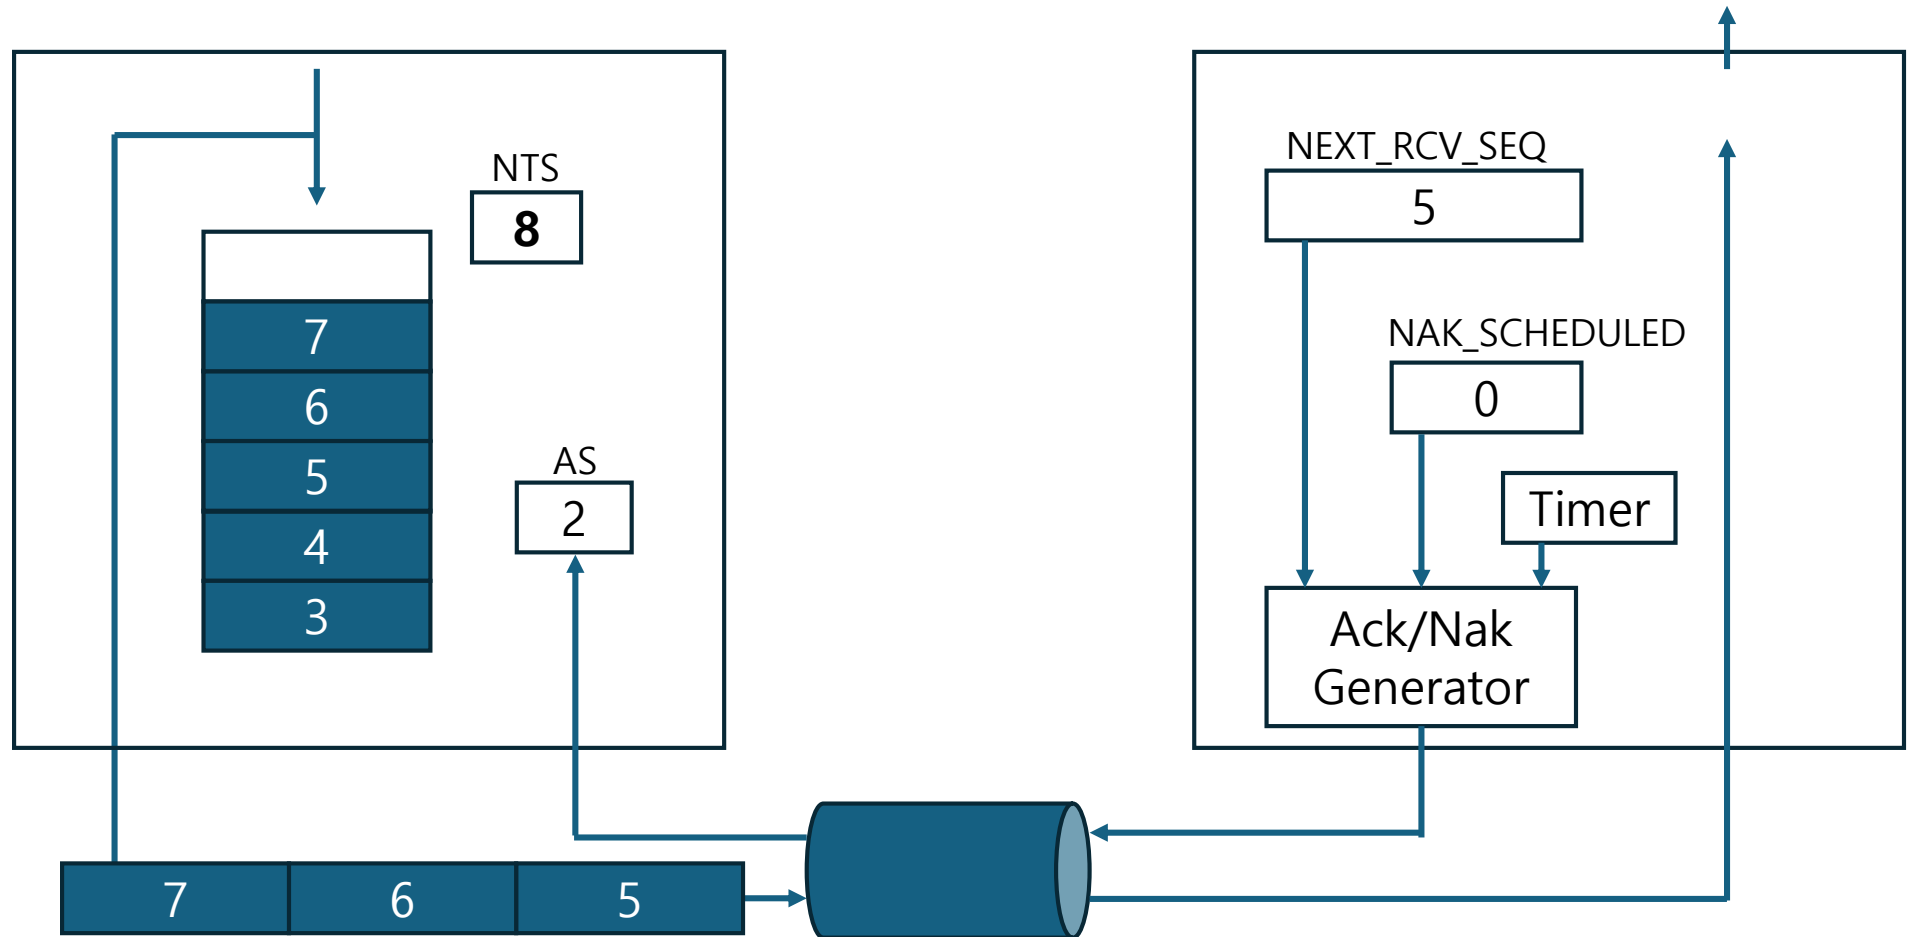 NTS
8
7
6
5
4
3
AS
2
7 6 5
NEXT_RCV_SEQ
5
NAK_SCHEDULED
0
Timer
Ack/Nak
Generator